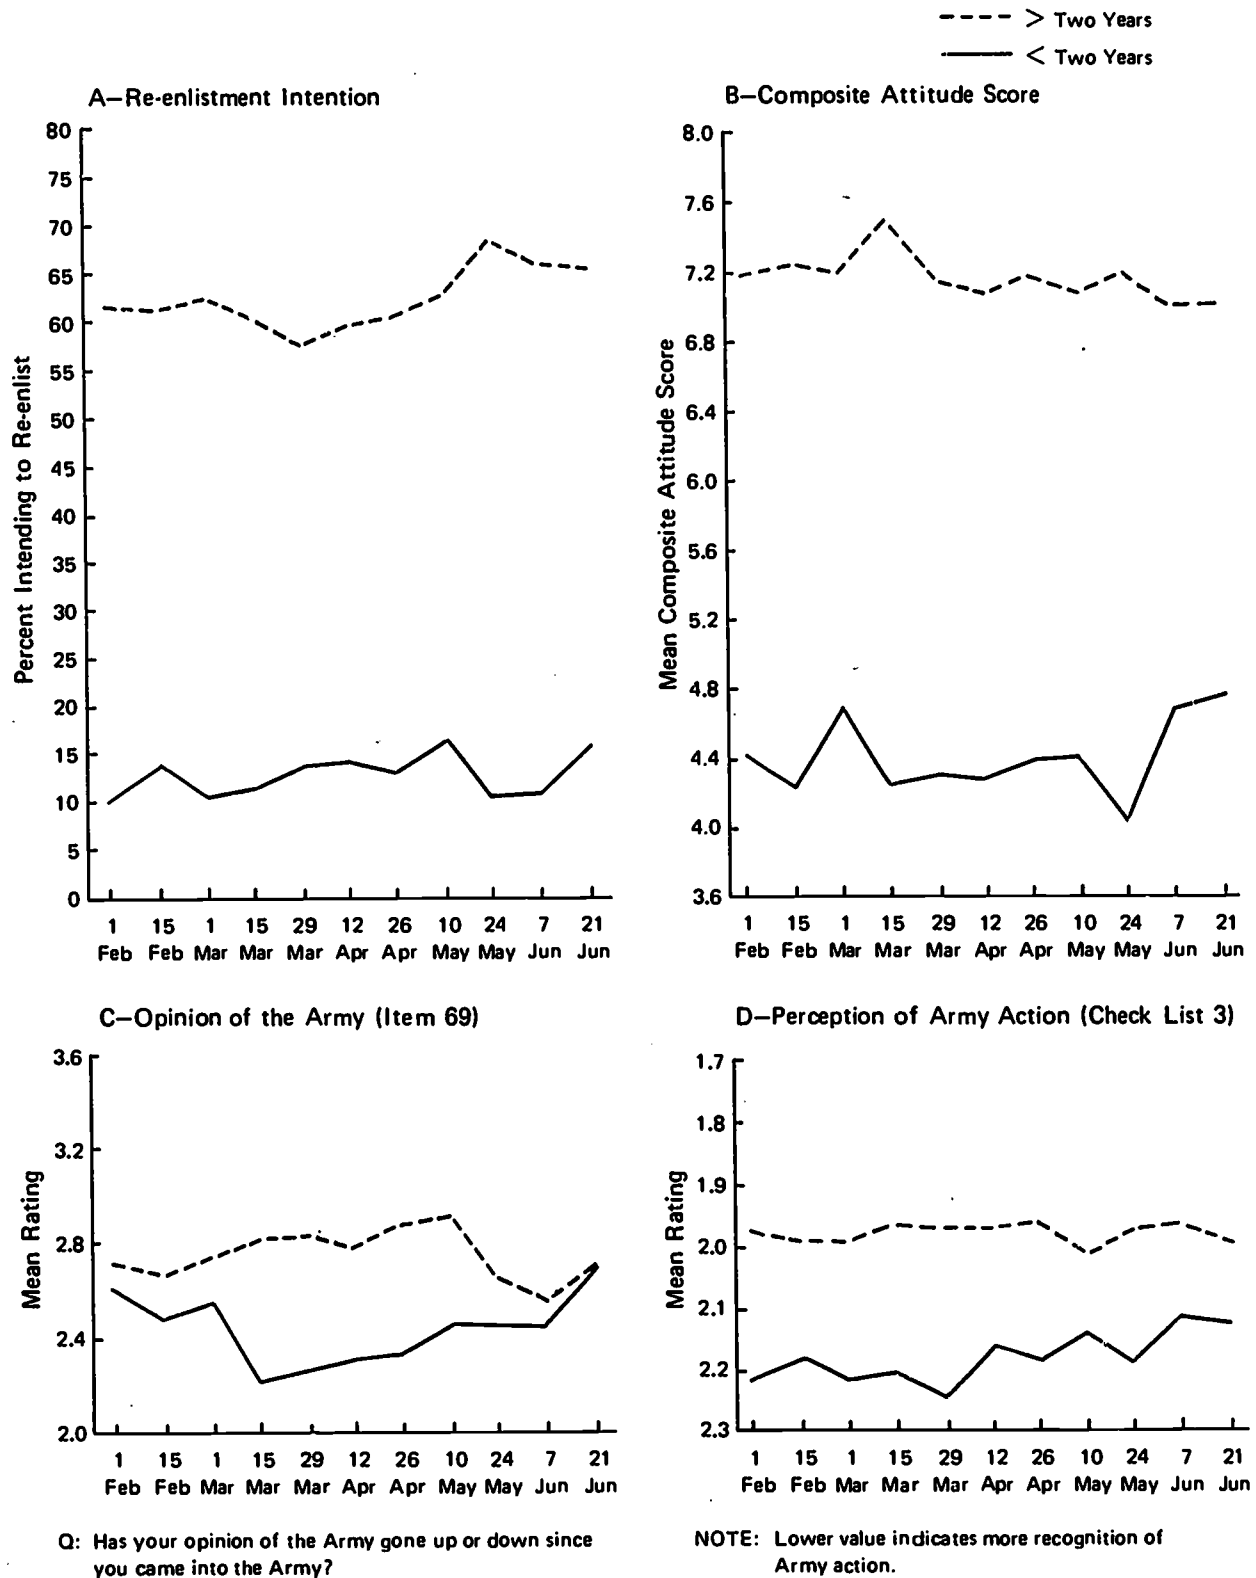 > Two Years
< Two Years
A—Re-enlistment Intention
Percent Intending to Re-enlist
80
75
70
65
60
55
50
45
40
35
30
25
20
15
10
5
0
1 15 1 15 29 12 26 10 24 7 21
Feb Feb Mar Mar Mar Apr Apr May May Jun Jun
B—Composite Attitude Score
Mean Composite Attitude Score
8.0
7.6
7.2
6.8
6.4
6.0
5.6
5.2
4.8
4.4
4.0
3.6
1 15 1 15 29 12 26 10 24 7 21
Feb Feb Mar Mar Mar Apr Apr May May Jun Jun
C—Opinion of the Army (Item 69)
Mean Rating
3.6
3.2
2.8
2.4
2.0
1 15 1 15 29 12 26 10 24 7 21
Feb Feb Mar Mar Mar Apr Apr May May Jun Jun
Q: Has your opinion of the Army gone up or down since
you came into the Army?
D—Perception of Army Action (Check List 3)
Mean Rating
1.7
1.8
1.9
2.0
2.1
2.2
2.3
1 15 1 15 29 12 26 10 24 7 21
Feb Feb Mar Mar Mar Apr Apr May May Jun Jun
NOTE: Lower value indicates more recognition of
Army action.